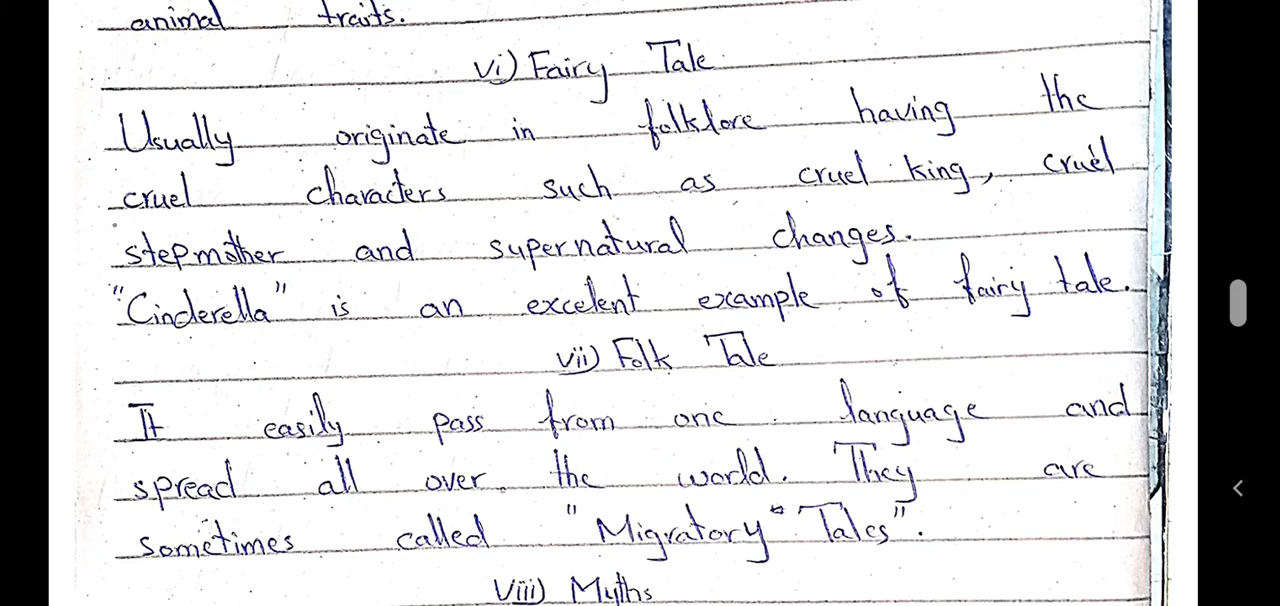 animal traits.
vi) Fairy Tale
Usually originate in folklore having the
cruel characters such as cruel king, cruel
stepmother and supernatural changes.
"Cinderella" is an excelent example of fairy tale.
vii) Folk Tale
It easily pass from one language and
spread all over the world. They are
sometimes called "Migratory" Tales".
viii) Myths